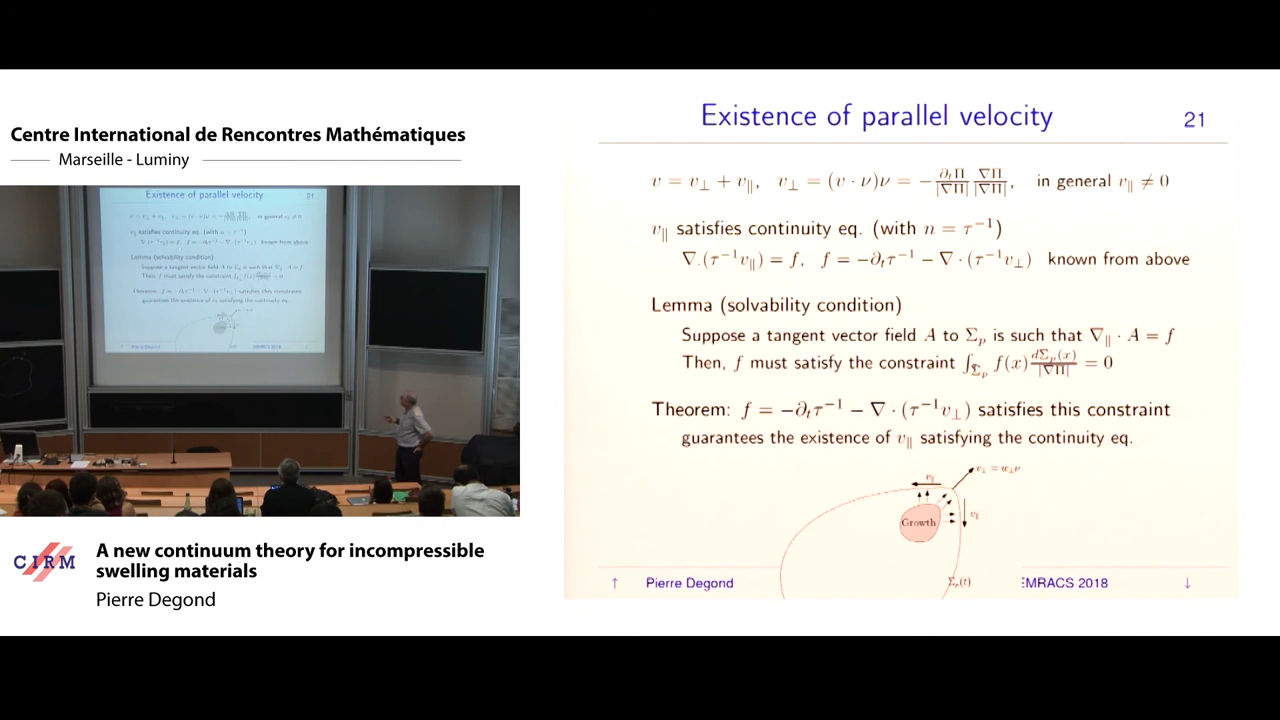 Centre International de Rencontres Mathématiques
Marseille - Luminy
CIRM
A new continuum theory for incompressible
swelling materials
Pierre Degond
Existence of parallel velocity 21
v = v⊥ + v∥, v⊥ = (v · ν)ν = −∂tΠ/|∇Π| ∇Π/|∇Π|, in general v∥ ≠ 0
v∥ satisfies continuity eq. (with n = τ⁻¹)
∇.(τ⁻¹v∥) = f, f = −∂tτ⁻¹ − ∇ · (τ⁻¹v⊥) known from above
Lemma (solvability condition)
Suppose a tangent vector field A to Σp is such that ∇∥ · A = f
Then, f must satisfy the constraint ∫Σp f(x) dΣp(x)/|∇Π| = 0
Theorem: f = −∂tτ⁻¹ − ∇ · (τ⁻¹v⊥) satisfies this constraint
guarantees the existence of v∥ satisfying the continuity eq.
v⊥ = w⊥ν
v∥
Growth
v∥
Σp(t)
↑ Pierre Degond EMRACS 2018 ↓